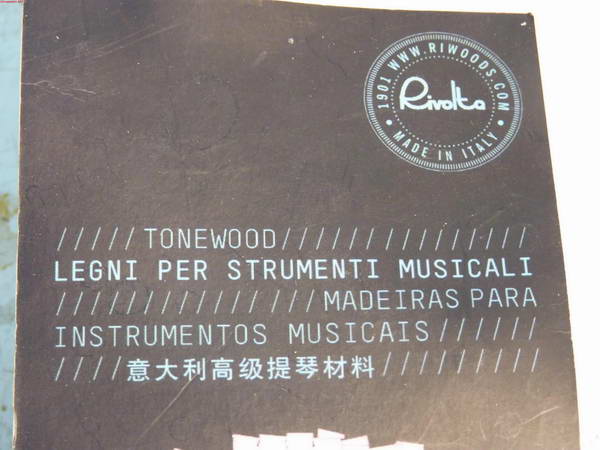 1901 WWW.RIWOODS.COM
Rivolta
• MADE IN ITALY •
/////TONEWOOD///////////////
LEGNI PER STRUMENTI MUSICALI
///////////////MADEIRAS PARA
INSTRUMENTOS MUSICAIS//////
////意大利高级提琴材料/////////